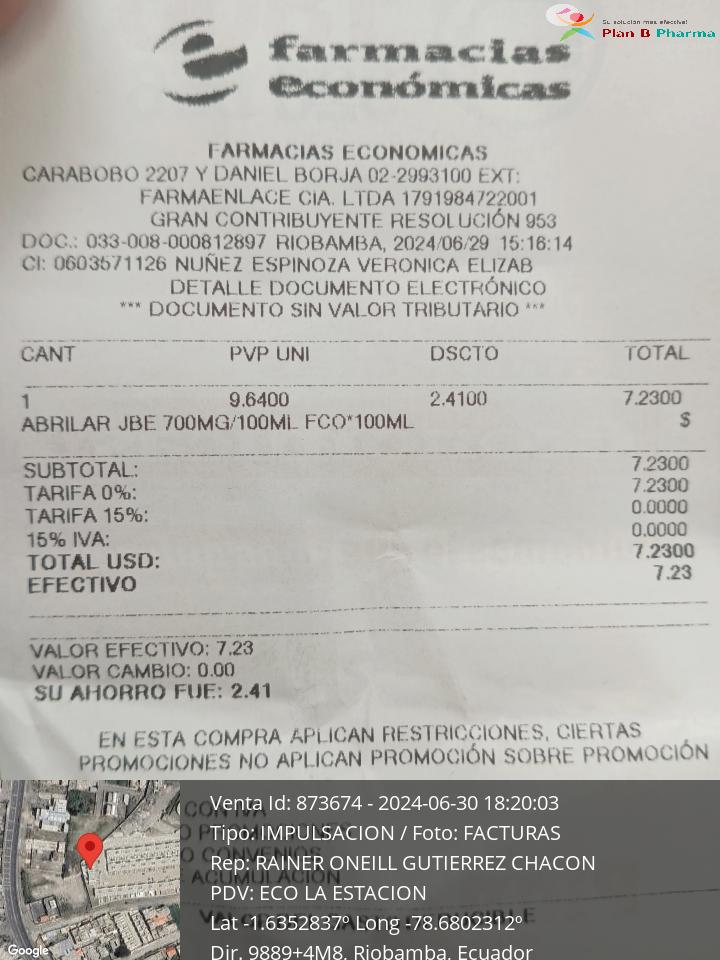 Su solución más efectiva!
Plan B Pharma
farmacias
económicas
FARMACIAS ECONOMICAS
CARABOBO 2207 Y DANIEL BORJA 02-2993100 EXT:
FARMAENLACE CIA. LTDA 1791984722001
GRAN CONTRIBUYENTE RESOLUCIÓN 953
DOC.: 033-008-000812897 RIOBAMBA, 2024/06/29 15:16:14
CI: 0603571126 NUÑEZ ESPINOZA VERONICA ELIZAB
DETALLE DOCUMENTO ELECTRÓNICO
*** DOCUMENTO SIN VALOR TRIBUTARIO ***
CANT PVP UNI DSCTO TOTAL
1 9.6400 2.4100 7.2300
ABRILAR JBE 700MG/100ML FCO*100ML $
SUBTOTAL: 7.2300
TARIFA 0%: 7.2300
TARIFA 15%: 0.0000
15% IVA: 0.0000
TOTAL USD: 7.2300
EFECTIVO 7.23
VALOR EFECTIVO: 7.23
VALOR CAMBIO: 0.00
SU AHORRO FUE: 2.41
EN ESTA COMPRA APLICAN RESTRICCIONES, CIERTAS
PROMOCIONES NO APLICAN PROMOCIÓN SOBRE PROMOCIÓN
CON IVA
Venta Id: 873674 - 2024-06-30 18:20:03
Tipo: IMPULSACION / Foto: FACTURAS
O CONVENIOS
Rep: RAINER ONEILL GUTIERREZ CHACON
ACUMULACIÓN
PDV: ECO LA ESTACION
Lat -1.6352837º Long -78.6802312º
Dir. 9889+4M8, Riobamba, Ecuador
Google